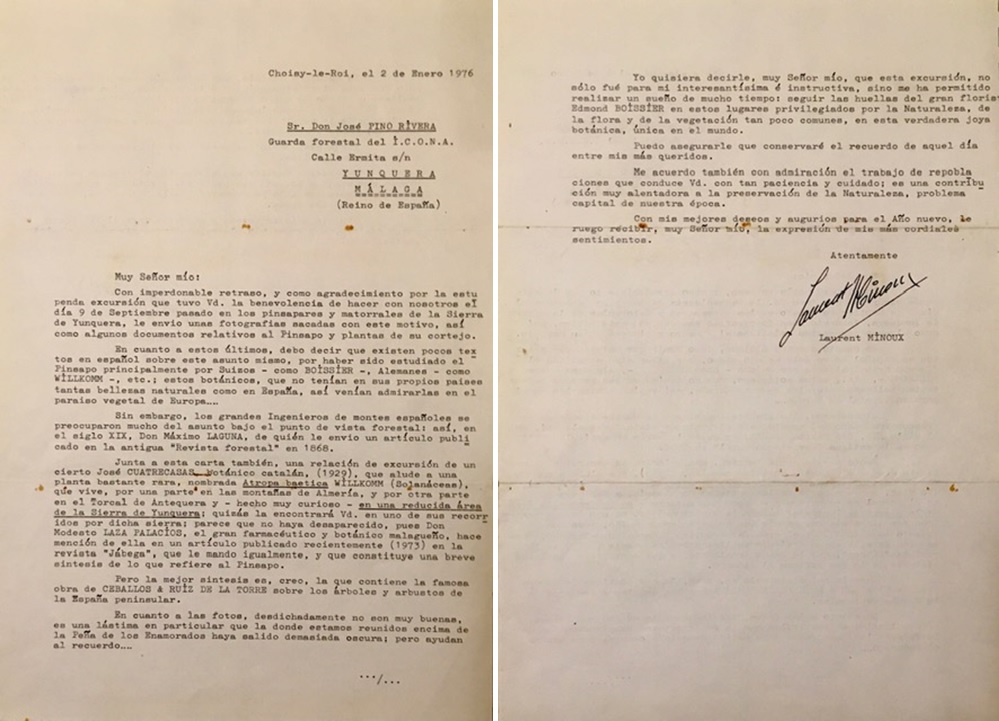 Choisy-le-Roi, el 2 de Enero 1976
Sr. Don José PINO RIVERA
Guarda forestal del I.C.O.N.A.
Calle Ermita s/n
YUNQUERA
MÁLAGA
(Reino de España)
Muy Señor mío:
Con imperdonable retraso, y como agradecimiento por la estu
penda excursión que tuvo Vd. la benevolencia de hacer con nosotros el
día 9 de Septiembre pasado en los pinsapares y matorrales de la Sierra
de Yunquera, le envío unas fotografías sacadas con este motivo, así
como algunos documentos relativos al Pinsapo y plantas de su cortejo.
En cuanto a estos últimos, debo decir que existen pocos tex
tos en español sobre este asunto mismo, por haber sido estudiado el
Pinsapo principalmente por Suizos - como BOISSIER -, Alemanes - como
WILLKOMM -, etc.; estos botánicos, que no tenían en sus propios países
tantas bellezas naturales como en España, así venían admirarlas en el
paraiso vegetal de Europa....
Sin embargo, los grandes Ingenieros de montes españoles se
preocuparon mucho del asunto bajo el punto de vista forestal: así, en
el siglo XIX, Don Máximo LAGUNA, de quién le envío un artículo publi
cado en la antigua "Revista forestal" en 1868.
Junta a esta carta también, una relación de excursión de un
cierto José CUATRECASAS, botánico catalán, (1929), que alude a una
planta bastante rara, nombrada Atropa baetica WILLKOMM (Solanáceas),
que vive, por una parte en las montañas de Almería, y por otra parte
en el Torcal de Antequera y - hecho muy curioso - en una reducida área
de la Sierra de Yunquera; quizás la encontrará Vd. en uno de sus recorr
idos por dicha sierra; parece que no haya desaparecido, pues Don
Modesto LAZA PALACIOS, el gran farmacéutico y botánico malagueño, hace
mención de ella en un artículo publicado recientemente (1973) en la
revista "Jábega", que le mando igualmente, y que constituye una breve
síntesis de lo que refiere al Pinsapo.
Pero la mejor síntesis es, creo, la que contiene la famosa
obra de CEBALLOS & RUIZ DE LA TORRE sobre los árboles y arbustos de
la España peninsular.
En cuanto a las fotos, desdichadamente no son muy buenas,
es una lástima en particular que la donde estamos reunidos encima de
la Peña de los Enamorados haya salido demasiada oscura; pero ayudan
al recuerdo....
.../...
Yo quisiera decirle, muy Señor mío, que esta excursión, no
sólo fué para mi interesantísima é instructiva, sino me ha permitido
realizar un sueño de mucho tiempo: seguir las huellas del gran floris
Edmond BOISSIER en estos lugares privilegiados por la Naturaleza, de
la flora y de la vegetación tan poco comunes, en esta verdadera joya
botánica, única en el mundo.
Puedo asegurarle que conservaré el recuerdo de aquel día
entre mis más queridos.
Me acuerdo también con admiración el trabajo de repobla
ciones que conduce Vd. con tan paciencia y cuidado; es una contribu
ción muy alentadora a la preservación de la Naturaleza, problema
capital de nuestra época.
Con mis mejores deseos y augurios para el Año nuevo, le
ruego recibir, muy Señor mío, la expresión de mis más cordiales
sentimientos.
Atentamente
Laurent Minoux
Laurent MINOUX